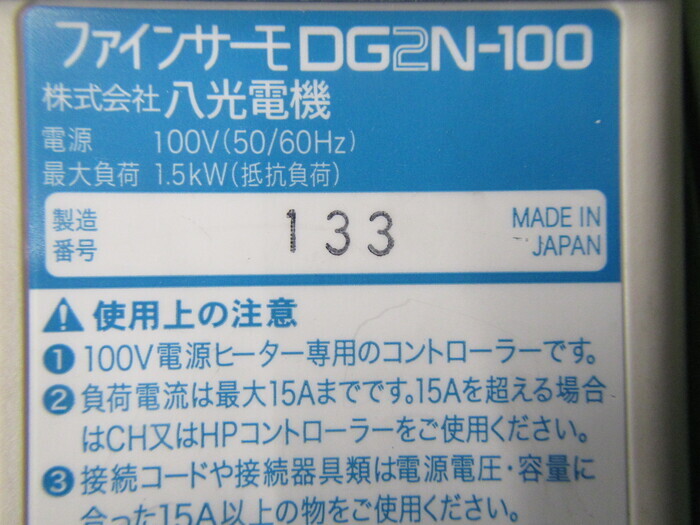 ファインサーモDG2N-100
株式会社 八光電機
電源 100V(50/60Hz)
最大負荷 1.5kW(抵抗負荷)
製造
番号
133
MADE IN
JAPAN
使用上の注意
1 100V電源ヒーター専用のコントローラーです。
2 負荷電流は最大15Aまでです。15Aを超える場合
はCH又はHPコントローラーをご使用ください。
3 接続コードや接続器具類は電源電圧・容量に
合った15A以上の物をご使用ください。